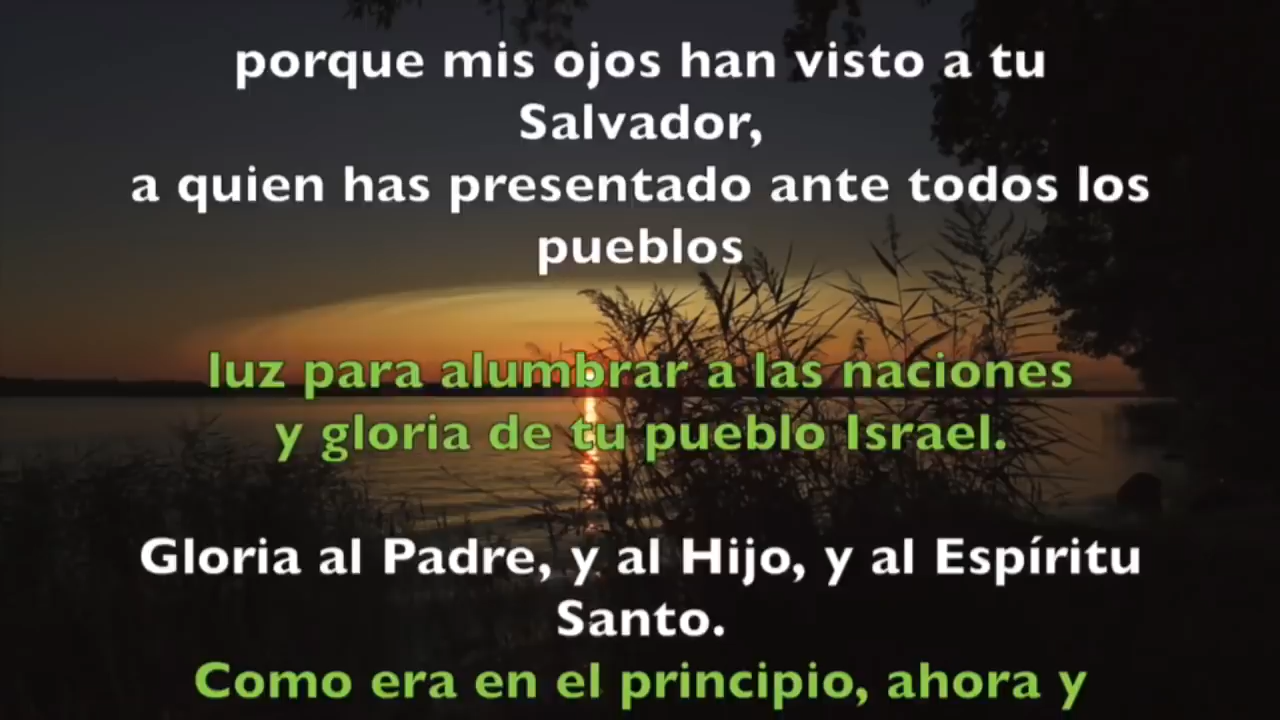 porque mis ojos han visto a tu
Salvador,
a quien has presentado ante todos los
pueblos
luz para alumbrar a las naciones
y gloria de tu pueblo Israel.
Gloria al Padre, y al Hijo, y al Espíritu
Santo.
Como era en el principio, ahora y